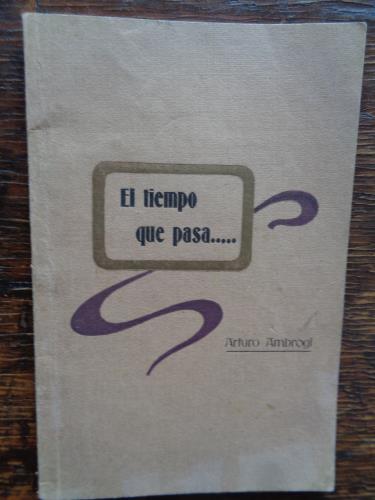 El tiempo
que pasa.....
Arturo Ambrogi